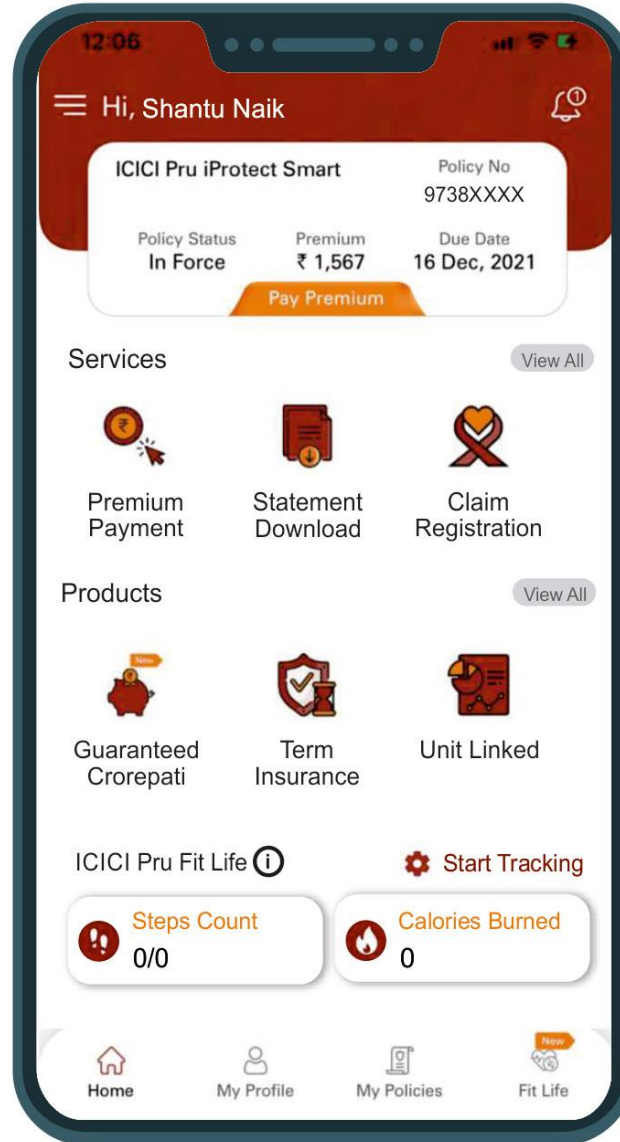 12:06
Hi, Shantu Naik
1
ICICI Pru iProtect Smart
Policy No
9738XXXX
Policy Status
Premium
Due Date
In Force
₹ 1,567
16 Dec, 2021
Pay Premium
Services
View All
₹
Premium
Payment
Statement
Download
Claim
Registration
Products
View All
New
₹
Guaranteed
Crorepati
Term
Insurance
Unit Linked
ICICI Pru Fit Life i
Start Tracking
Steps Count
0/0
Calories Burned
0
New
Home
My Profile
My Policies
Fit Life